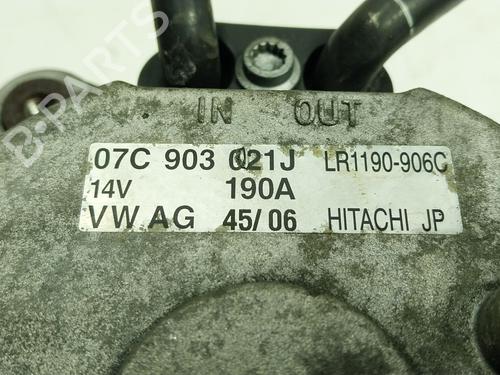 IN OUT
07C 903 021J LR1190-906C
14V 190A
VW AG 45/06 HITACHI JP
B-PARTS